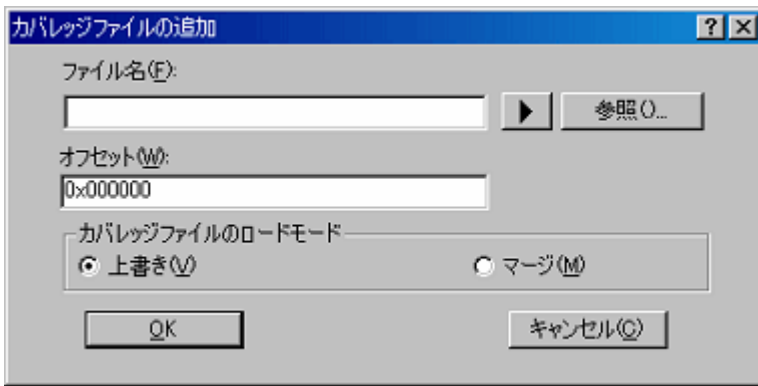 カバレッジファイルの追加
ファイル名(F):
参照()...
オフセット(W):
0x000000
カバレッジファイルのロードモード
上書き(V)
マージ(M)
OK
キャンセル(C)